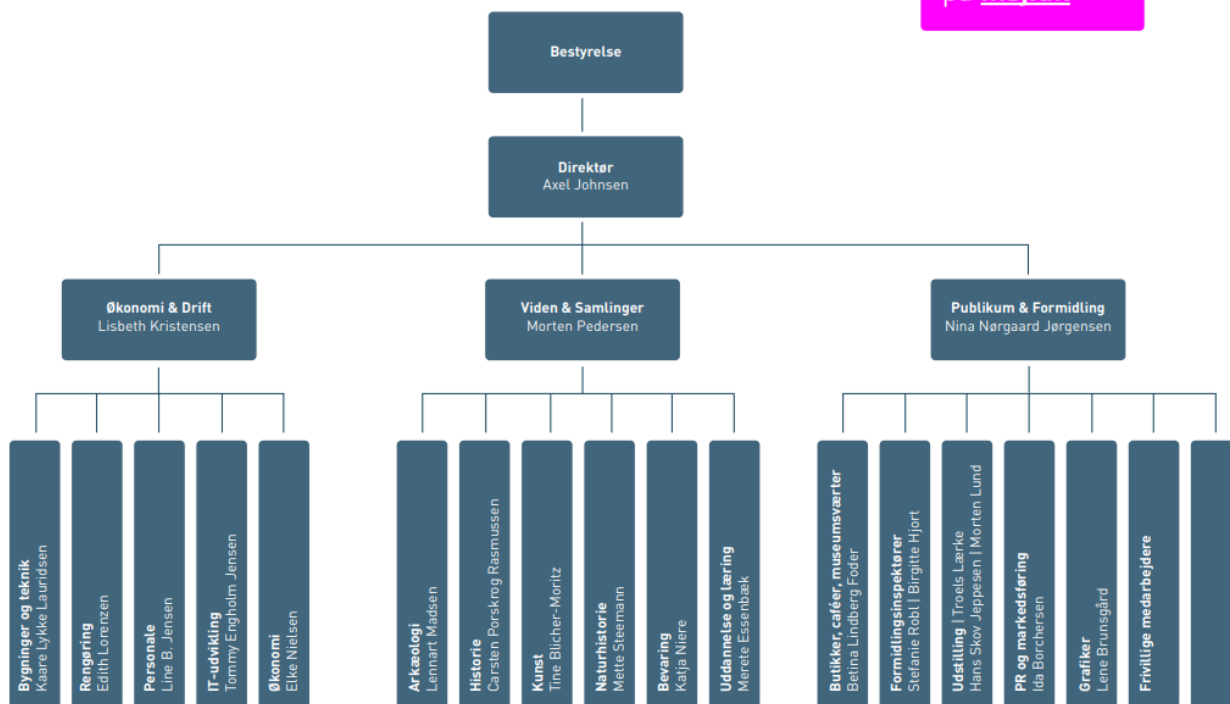 Bestyrelse
Direktør
Axel Johnsen
Økonomi & Drift
Lisbeth Kristensen
Viden & Samlinger
Morten Pedersen
Publikum & Formidling
Nina Nørgaard Jørgensen
Bygninger og teknik
Kaare Lykke Lauridsen
Rengøring
Edith Lorenzen
Personale
Line B. Jensen
IT-udvikling
Tommy Engholm Jensen
Økonomi
Elke Nielsen
Arkæologi
Lennart Madsen
Historie
Carsten Porskrog Rasmussen
Kunst
Tine Blicher-Moritz
Naturhistorie
Mette Steemann
Bevaring
Katja Niere
Uddannelse og læring
Merete Essenbæk
Butikker, caféer, museumsværter
Betina Lindberg Foder
Formidlingsinspektører
Stefanie Robl | Birgitte Hjort
Udstilling | Troels Lærke
Hans Skov Jeppesen | Morten Lund
PR og markedsføring
Ida Borchersen
Grafiker
Lene Brunsgård
Frivillige medarbejdere